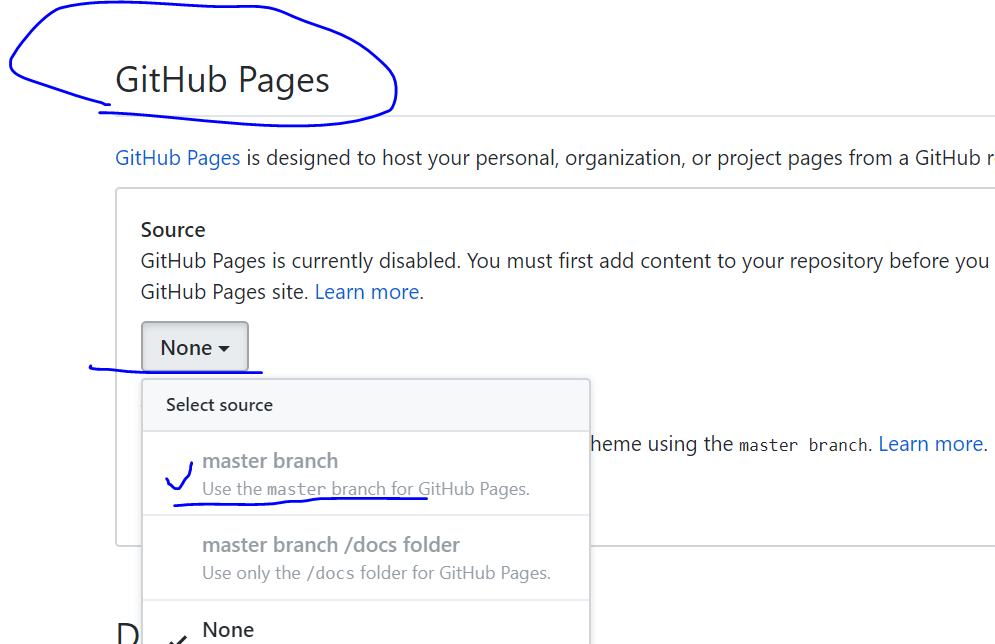 GitHub Pages
GitHub Pages is designed to host your personal, organization, or project pages from a GitHub r
Source
GitHub Pages is currently disabled. You must first add content to your repository before you
GitHub Pages site. Learn more.
None
Select source
heme using the master branch. Learn more.
master branch
Use the master branch for GitHub Pages.
master branch /docs folder
Use only the /docs folder for GitHub Pages.
None
D